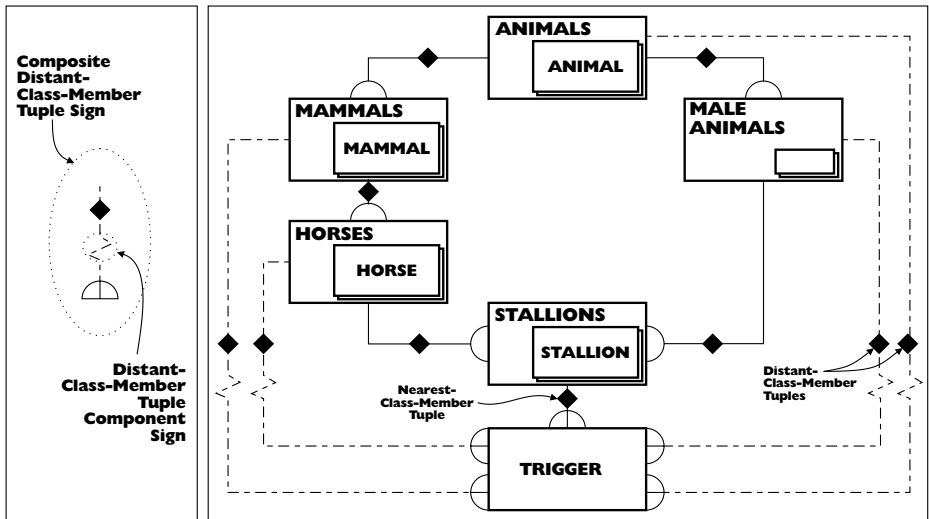 Composite
Distant-
Class-Member
Tuple Sign
Distant-
Class-Member
Tuple
Component
Sign
ANIMALS
ANIMAL
MAMMALS
MAMMAL
MALE
ANIMALS
HORSES
HORSE
STALLIONS
STALLION
Nearest-
Class-Member
Tuple
Distant-
Class-Member
Tuples
TRIGGER